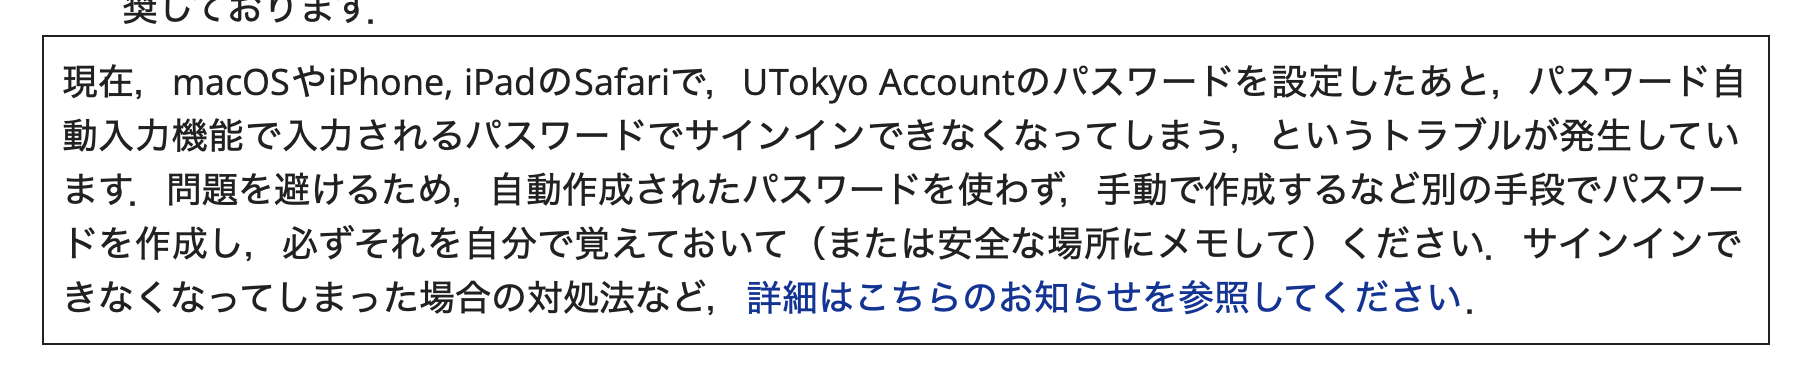 奨しております．
現在，macOSやiPhone, iPadのSafariで，UTokyo Accountのパスワードを設定したあと，パスワード自
動入力機能で入力されるパスワードでサインインできなくなってしまう，というトラブルが発生してい
ます．問題を避けるため，自動作成されたパスワードを使わず，手動で作成するなど別の手段でパスワー
ドを作成し，必ずそれを自分で覚えておいて（または安全な場所にメモして）ください．サインインで
きなくなってしまった場合の対処法など，詳細はこちらのお知らせを参照してください．